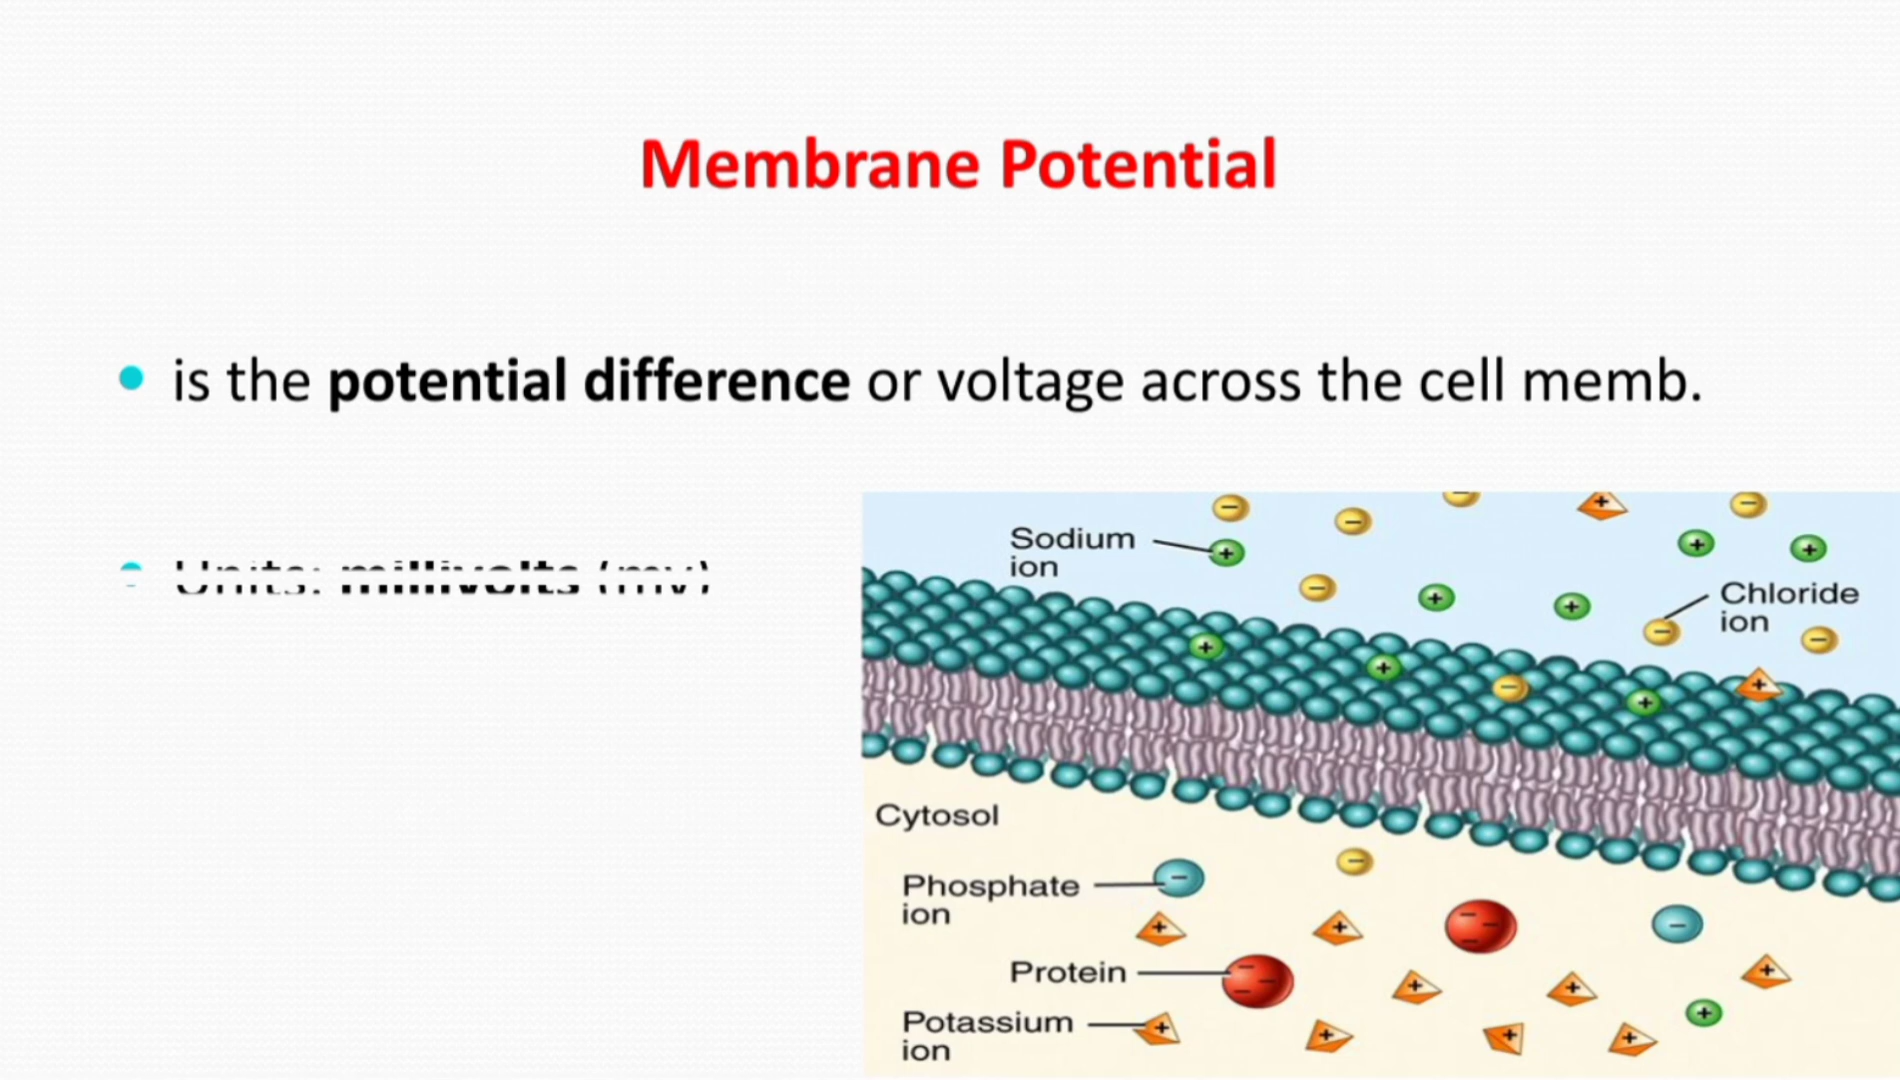 Membrane Potential
is the potential difference or voltage across the cell memb.
Units: millivolts (mv)
Sodium
ion
Chloride
ion
Cytosol
Phosphate
ion
Protein
Potassium
ion